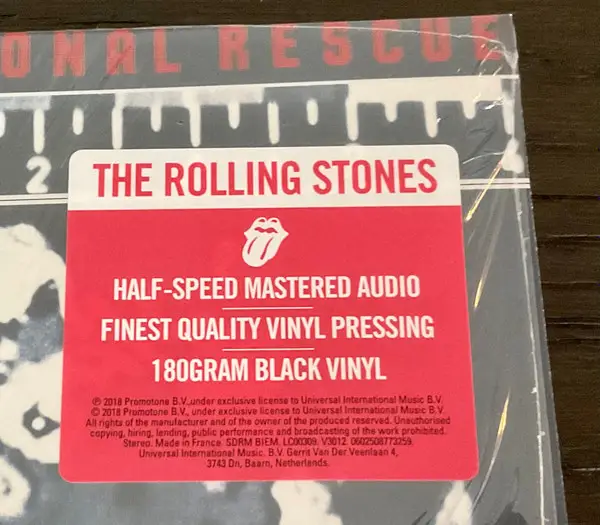 ONAL RESCUE
2
THE ROLLING STONES
HALF-SPEED MASTERED AUDIO
FINEST QUALITY VINYL PRESSING
180GRAM BLACK VINYL
℗ 2018 Promotone B.V.,under exclusive license to Universal International Music B.V.
© 2018 Promotone B.V., under exclusive license to Universal International Music B.V.
All rights of the manufacturer and of the owner of the produced reserved. Unauthorised
copying, hiring, lending, public performance and broadcasting of the work prohibited.
Stereo. Made in France. SDRM BIEM. LC00309. V3012. 0602508773259.
Universal International Music. B.V. Gerrit Van Der Veenlaan 4,
3743 Dn, Baarn, Netherlands.